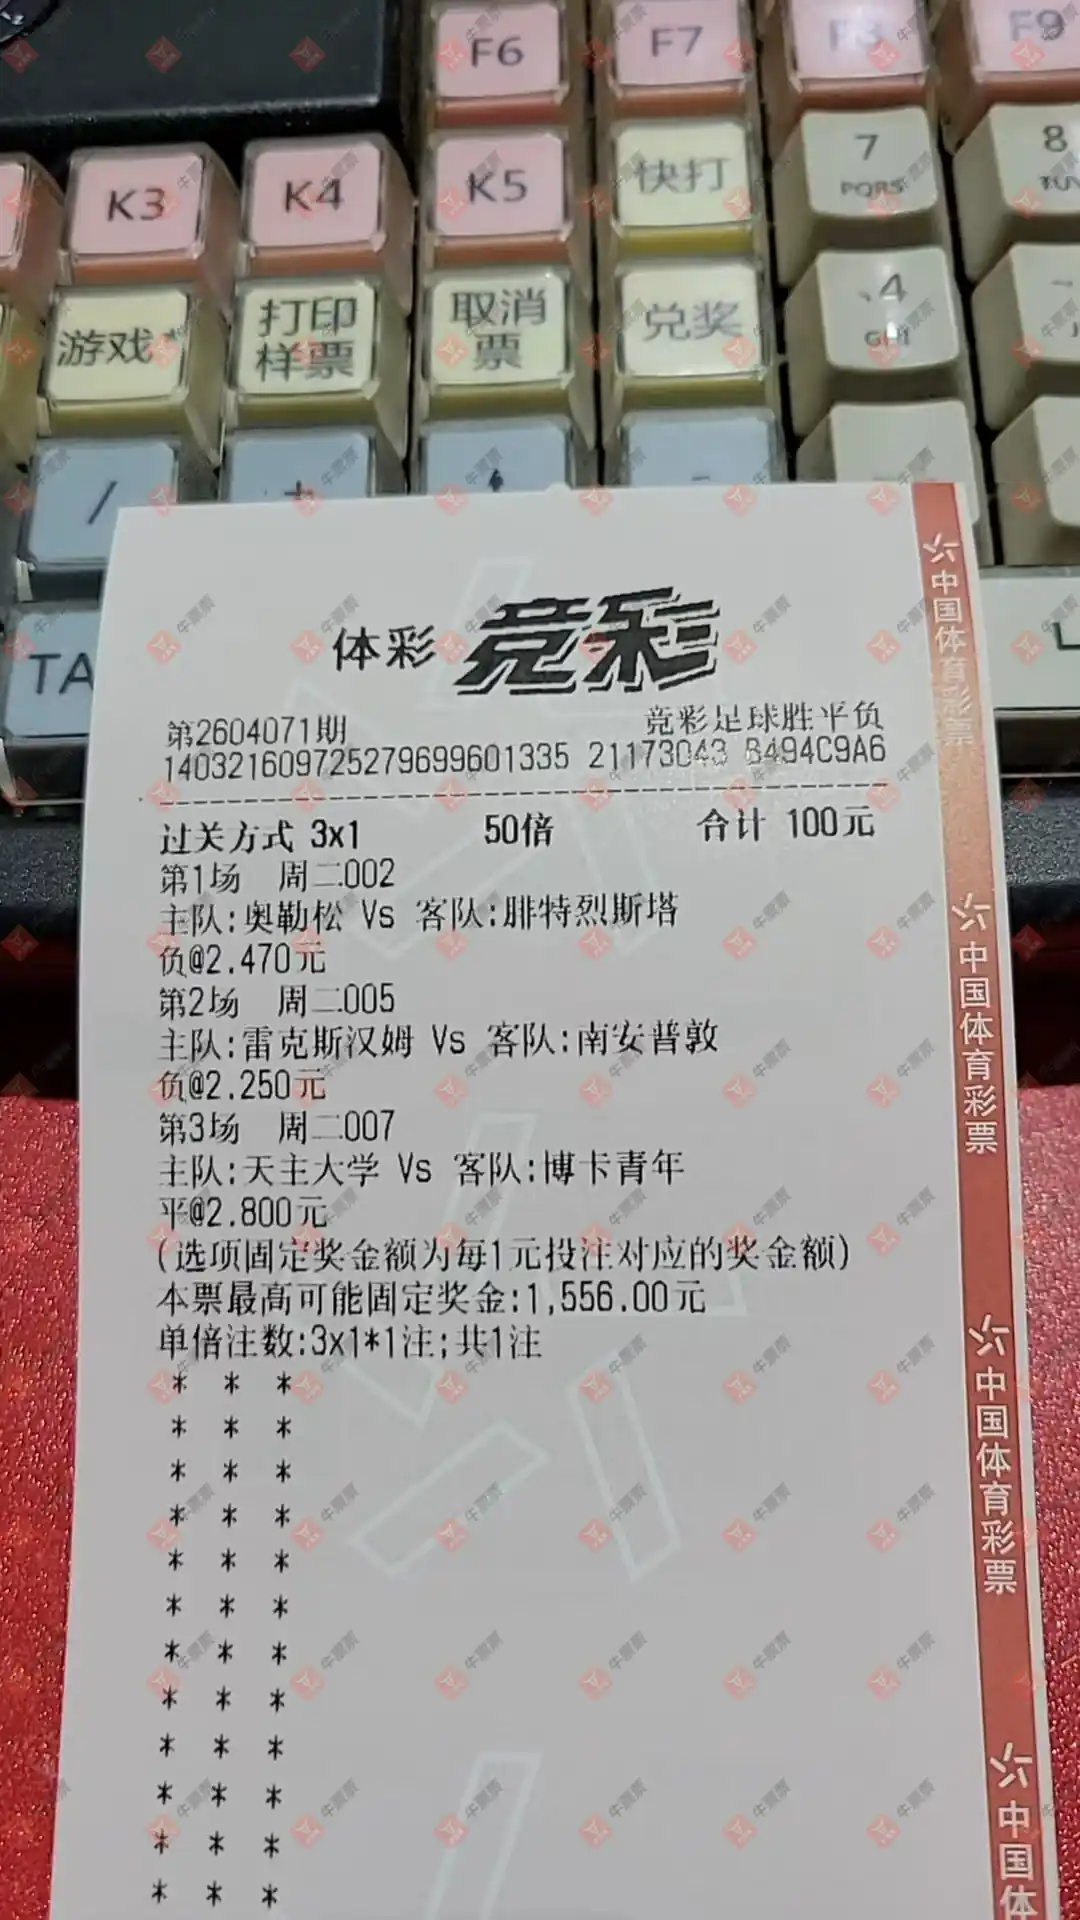 F6 F7 F8 F9
K3 K4 K5 快打 7 8
PQRS TUV
游戏 打印样票 取消票 兑奖 4
GHI
/ + -
TA
体彩 竞彩
第2604071期 竞彩足球胜平负
140321609725279699601335 21173043 B494C9A6
过关方式 3x1 50倍 合计 100元
第1场 周二002
主队:奥勒松 Vs 客队:腓特烈斯塔
负@2.470元
第2场 周二005
主队:雷克斯汉姆 Vs 客队:南安普敦
负@2.250元
第3场 周二007
主队:天主大学 Vs 客队:博卡青年
平@2.800元
(选项固定奖金额为每1元投注对应的奖金额)
本票最高可能固定奖金:1,556.00元
单倍注数:3x1*1注;共1注
* * *
* * *
* * *
* * *
* * *
* * *
* * *
* * *
* * *
* * *
* * *
* * *
中国体育彩票
中国体育彩票
中国体育彩票
中国体
牛票票